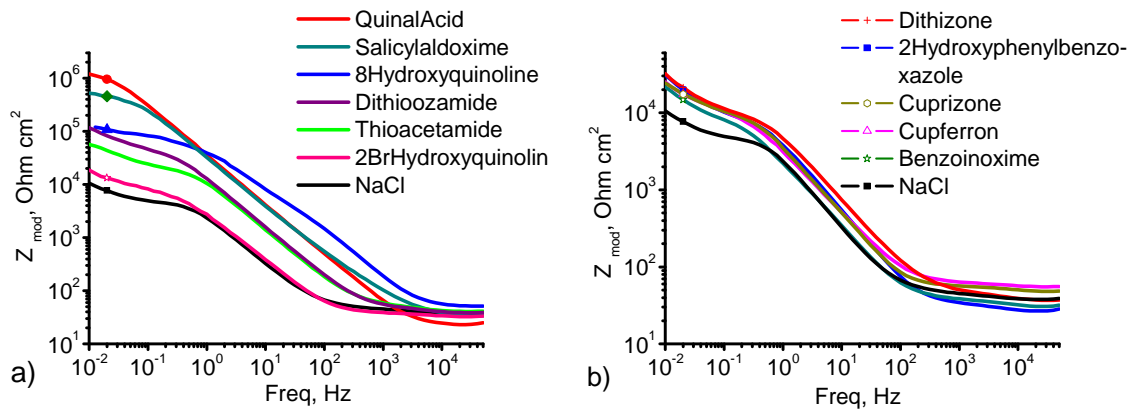 QuinalAcid
Salicylaldoxime
8Hydroxyquinoline
Dithioozamide
Thioacetamide
2BrHydroxyquinolin
NaCl
10^6
10^5
10^4
10^3
10^2
10^1
Z_mod, Ohm cm^2
10^-2 10^-1 10^0 10^1 10^2 10^3 10^4
Freq, Hz
a)
Dithizone
2Hydroxyphenylbenzo-
xazole
Cuprizone
Cupferron
Benzoinoxime
NaCl
10^4
10^3
10^2
10^1
Z_mod, Ohm cm^2
10^-2 10^-1 10^0 10^1 10^2 10^3 10^4
Freq, Hz
b)